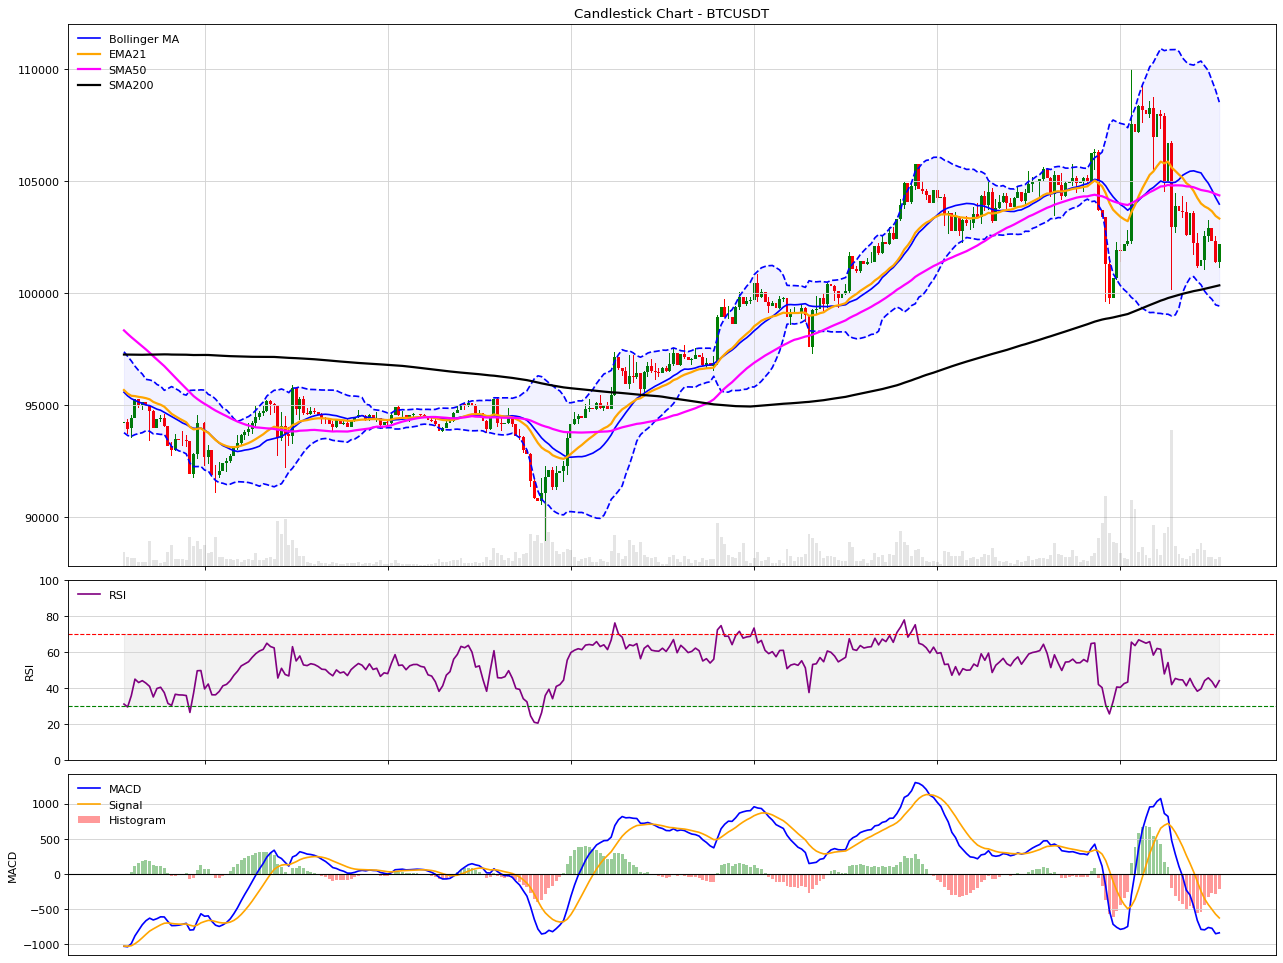 Candlestick Chart - BTCUSDT
Bollinger MA
EMA21
SMA50
SMA200
110000
105000
100000
95000
90000
100
80
60
40
20
0
RSI
RSI
1000
500
0
−500
−1000
MACD
MACD
Signal
Histogram